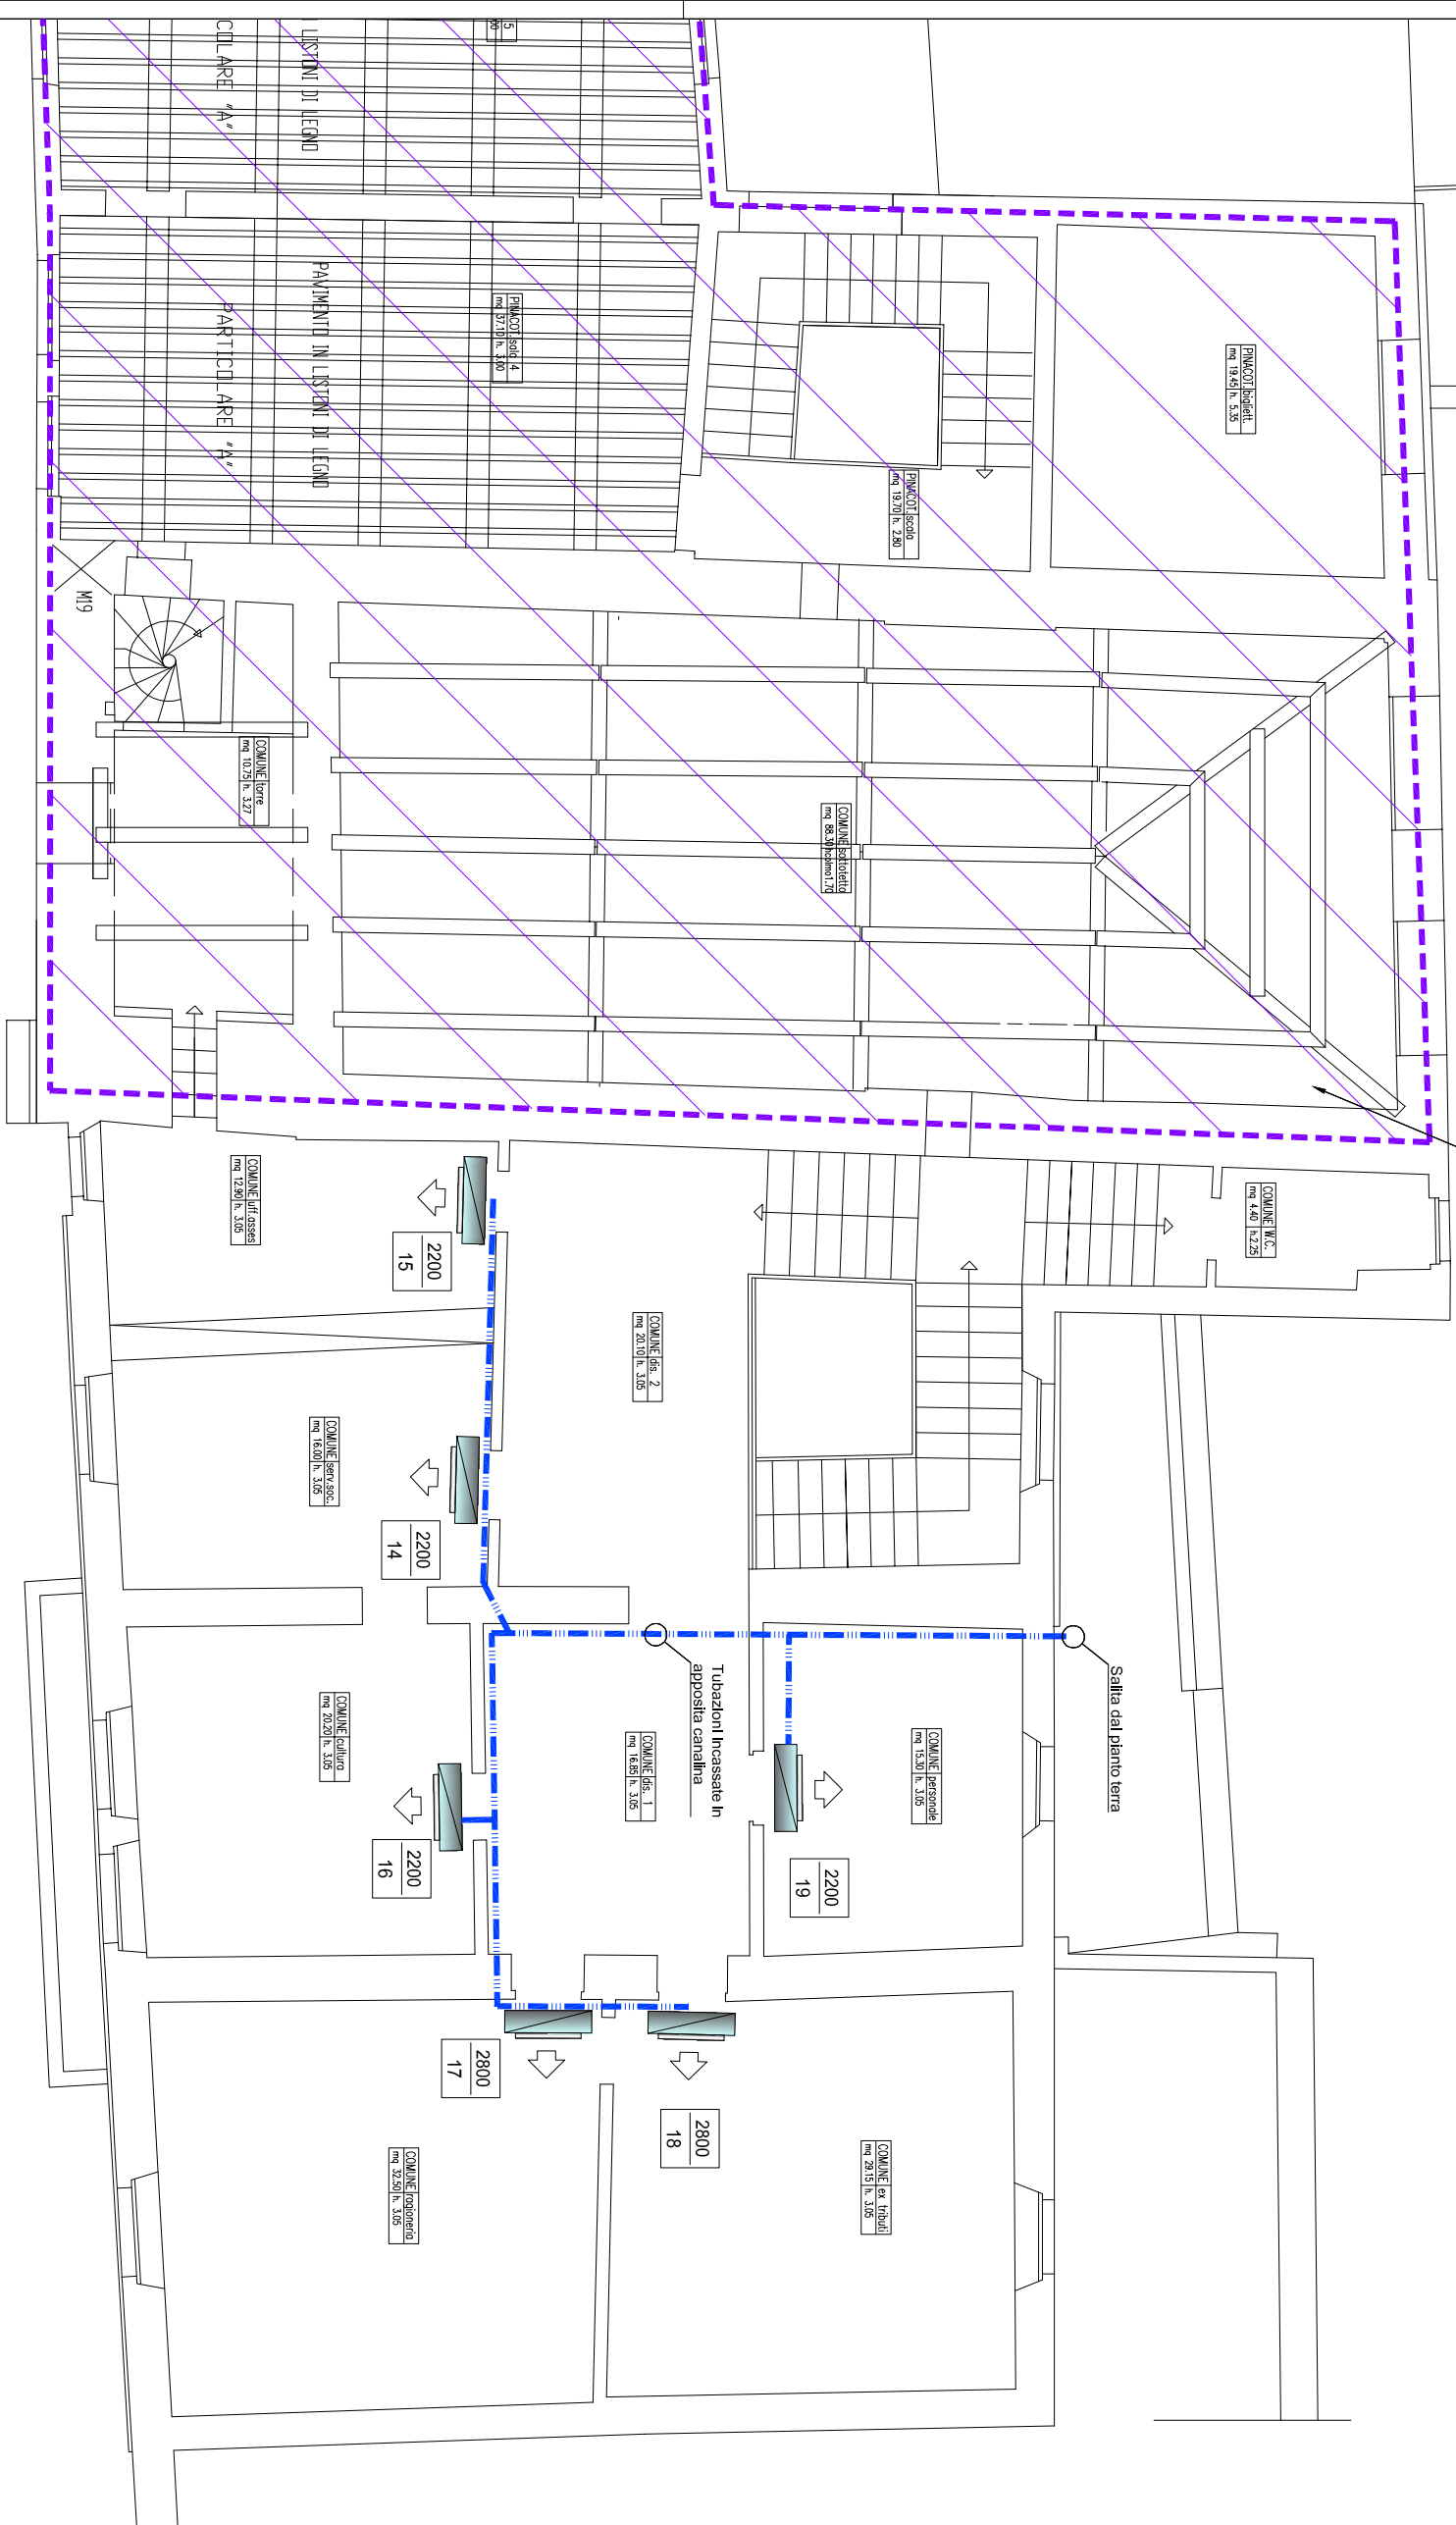 5
00
LISTONI DI LEGNO
COLARE "A"
PINACOT. sala 4
mq 37.10 h. 3.00
PAVIMENTO IN LISTONI DI LEGNO
PARTICOLARE "A"
PINACOT. bigliett.
mq 19.45 h. 5.35
PINACOT. scala
mq 19.70 h. 2.80
M19
COMUNE torre
mq 10.75 h. 3.27
COMUNE sottotetto
mq 88.30 hcolmo1.70
COMUNE W.C.
mq 4.40 h.2.25
COMUNE uff.asses
mq 12.90 h. 3.05
2200
15
COMUNE dis. 2
mq 20.10 h. 3.05
COMUNE serv.soc.
mq 16.00 h. 3.05
2200
14
Salita dal pianto terra
Tubazioni incassate in
apposita canalina
COMUNE personale
mq 15.30 h. 3.05
COMUNE dis. 1
mq 16.85 h. 3.05
COMUNE cultura
mq 20.20 h. 3.05
2200
19
2200
16
2800
17
2800
18
COMUNE ex tributi
mq 29.15 h. 3.05
COMUNE ragioneria
mq 32.50 h. 3.05